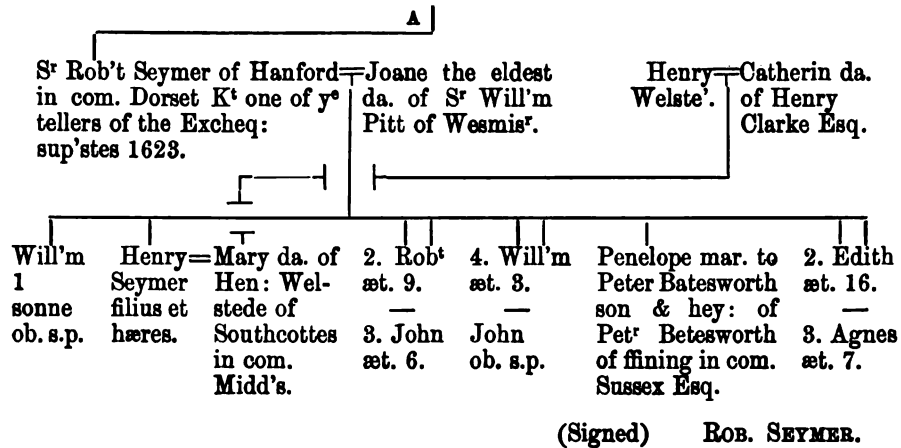 A
Sʳ Rob't Seymer of Hanford
in com. Dorset Kᵗ one of yᵉ
tellers of the Excheq:
sup'stes 1623.
Joane the eldest
da. of Sʳ Will'm
Pitt of Wesmisʳ.
Henry
Welste'.
Catherin da.
of Henry
Clarke Esq.
Will'm
1
sonne
ob. s.p.
Henry
Seymer
filius et
hæres.
Mary da. of
Hen: Wel-
stede of
Southcottes
in com.
Midd's.
2. Robᵗ
æt. 9.
3. John
æt. 6.
4. Will'm
æt. 3.
John
ob. s.p.
Penelope mar. to
Peter Batesworth
son & hey: of
Petʳ Betesworth
of ffining in com.
Sussex Esq.
2. Edith
æt. 16.
3. Agnes
æt. 7.
(Signed) ROB. SEYMER.